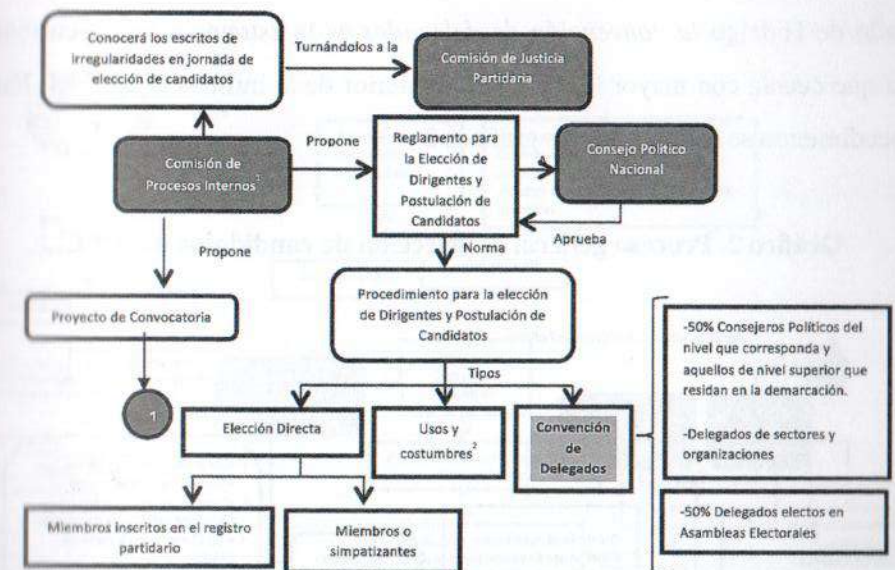 Conocerá los escritos de
irregularidades en jornada de
elección de candidatos
Turnándolos a la
Comisión de Justicia
Partidaria
Comisión de
Procesos Internos 1
Propone
Reglamento para
la Elección de
Dirigentes y
Postulación de
Candidatos
Consejo Político
Nacional
Aprueba
Propone
Norma
Proyecto de Convocatoria
1
Procedimiento para la elección
de Dirigentes y Postulación de
Candidatos
Tipos
Elección Directa
Usos y
costumbres2
Convención
de
Delegados
Miembros inscritos en el registro
partidario
Miembros o
simpatizantes
-50% Consejeros Políticos del
nivel que corresponda y
aquellos de nivel superior que
residan en la demarcación.
-Delegados de sectores y
organizaciones
-50% Delegados electos en
Asambleas Electorales